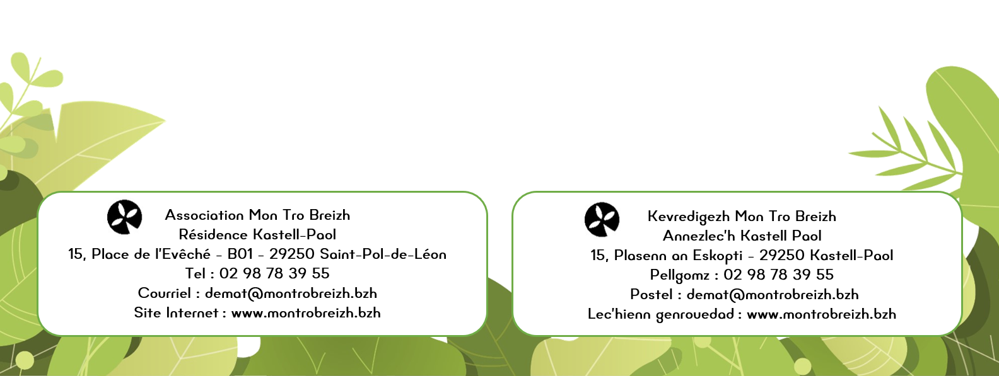 Association Mon Tro Breizh
Résidence Kastell-Paol
15, Place de l'Evêché - B01 - 29250 Saint-Pol-de-Léon
Tel : 02 98 78 39 55
Courriel : demat@montrobreizh.bzh
Site Internet : www.montrobreizh.bzh
Kevredigezh Mon Tro Breizh
Annezlec'h Kastell Paol
15, Plasenn an Eskopti - 29250 Kastell-Paol
Pellgomz : 02 98 78 39 55
Postel : demat@montrobreizh.bzh
Lec'hienn genrouedad : www.montrobreizh.bzh